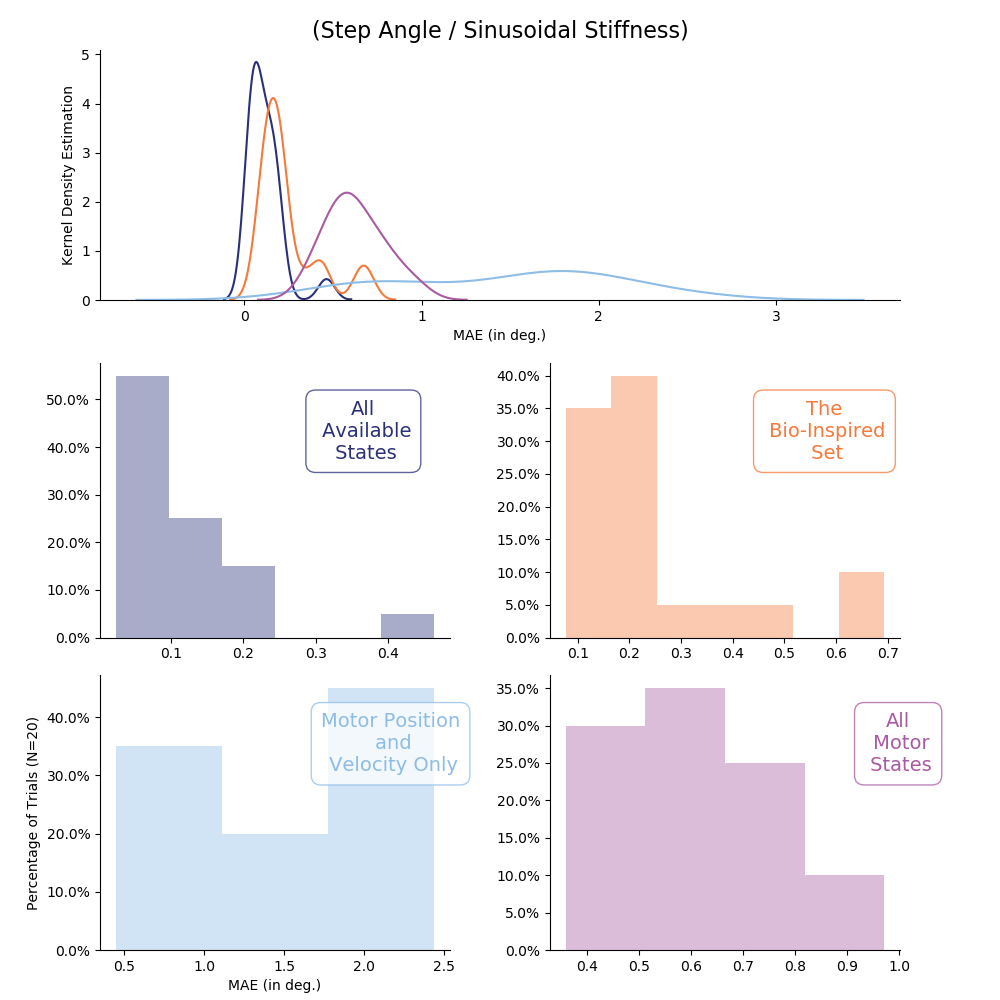 (Step Angle / Sinusoidal Stiffness)
Kernel Density Estimation
5
4
3
2
1
0
0 1 2 3
MAE (in deg.)
50.0%
40.0%
30.0%
20.0%
10.0%
0.0%
All
Available
States
0.1 0.2 0.3 0.4
40.0%
35.0%
30.0%
25.0%
20.0%
15.0%
10.0%
5.0%
0.0%
The
Bio-Inspired
Set
0.1 0.2 0.3 0.4 0.5 0.6 0.7
Percentage of Trials (N=20)
40.0%
30.0%
20.0%
10.0%
0.0%
Motor Position
and
Velocity Only
0.5 1.0 1.5 2.0 2.5
MAE (in deg.)
35.0%
30.0%
25.0%
20.0%
15.0%
10.0%
5.0%
0.0%
All
Motor
States
0.4 0.5 0.6 0.7 0.8 0.9 1.0